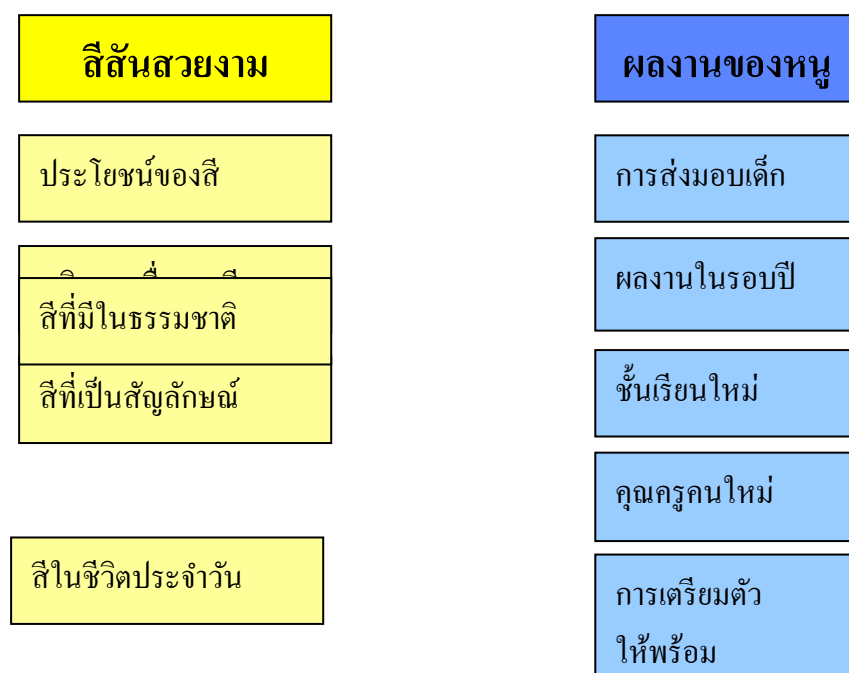 สีสันสวยงาม
ประโยชน์ของสี
สีที่มีในธรรมชาติ
สีที่เป็นสัญลักษณ์
สีในชีวิตประจำวัน
ผลงานของหนู
การส่งมอบเด็ก
ผลงานในรอบปี
ชั้นเรียนใหม่
คุณครูคนใหม่
การเตรียมตัว
ให้พร้อม